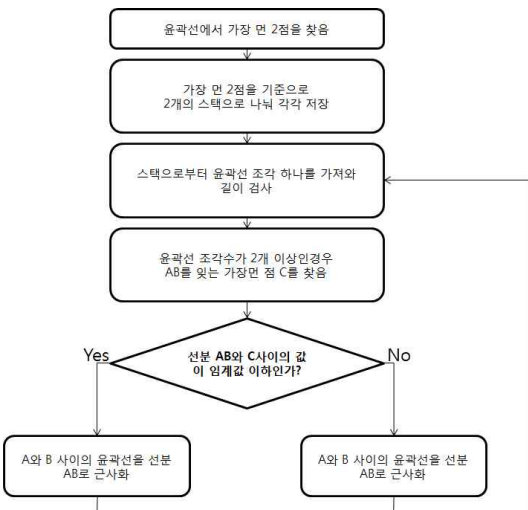 윤곽선에서 가장 먼 2점을 찾음
가장 먼 2점을 기준으로
2개의 스택으로 나눠 각각 저장
스택으로부터 윤곽선 조각 하나를 가져와
길이 검사
윤곽선 조각수가 2개 이상인경우
AB를 잊는 가장먼 점 C를 찾음
Yes
No
선분 AB와 C사이의 값
이 임계값 이하인가?
A와 B 사이의 윤곽선을 선분
AB로 근사화
A와 B 사이의 윤곽선을 선분
AB로 근사화